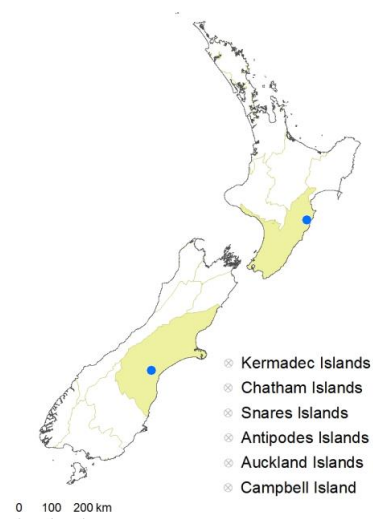 Kermadec Islands
Chatham Islands
Snares Islands
Antipodes Islands
Auckland Islands
Campbell Island
0 100 200 km